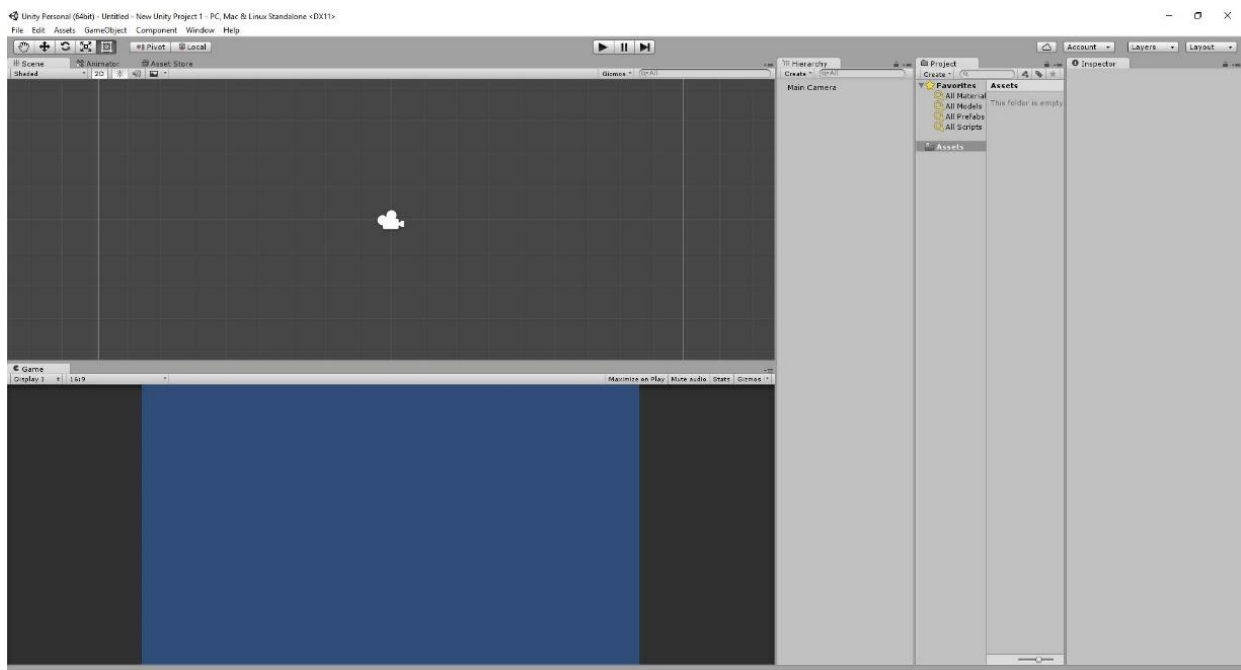 Unity Personal (64bit) - Untitled - New Unity Project 1 - PC, Mac & Linux Standalone <DX11>
File Edit Assets GameObject Component Window Help
Pivot Local
Account Layers Layout
Scene Animator Asset Store
Shaded 2D Gizmos All
Hierarchy
Create All
Main Camera
Project
Create
Favorites
All Material
All Models
All Prefabs
All Scripts
Assets
Assets
This folder is empty
Inspector
Game
Display 1 16:9 Maximize on Play Mute audio Stats Gizmos